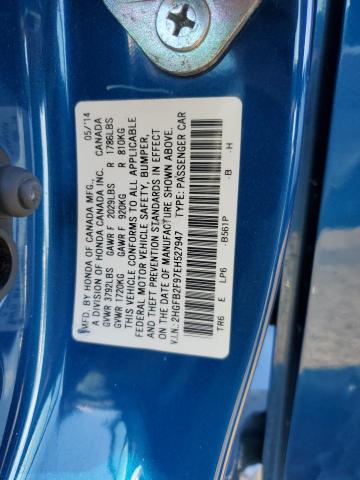 MFD. BY HONDA OF CANADA MFG. 05/'14
A DIVISION OF HONDA CANADA INC. CANADA
GVWR 3792LBS GAWR F 2029LBS R 1786LBS
GVWR 1720KG GAWR F 920KG R 810KG
THIS VEHICLE CONFORMS TO ALL APPLICABLE
FEDERAL MOTOR VEHICLE SAFETY, BUMPER,
AND THEFT PREVENTION STANDARDS IN EFFECT
ON THE DATE OF MANUFACTURE SHOWN ABOVE.
V.I.N.: 2HGFB2F97EH527947 TYPE: PASSENGER CAR
TR6 E LP6 -B561P -B -H